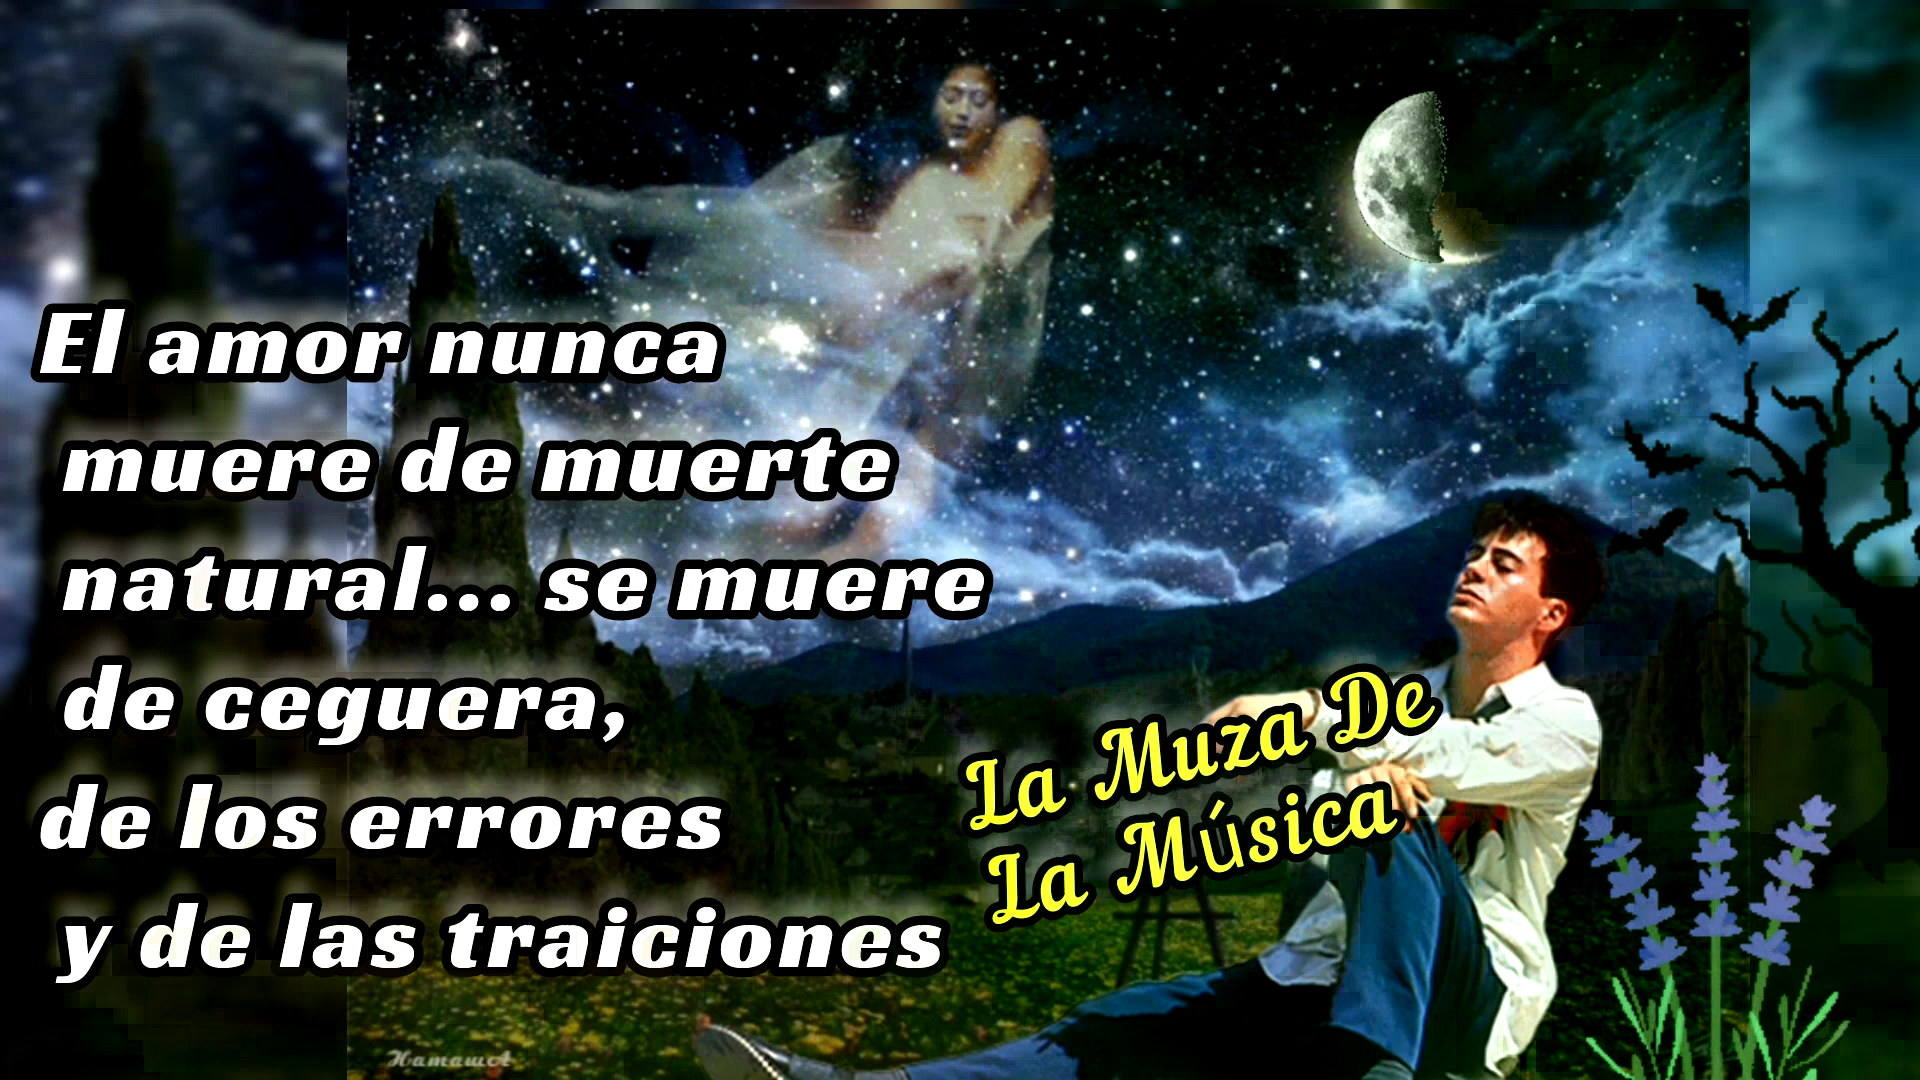 El amor nunca
muere de muerte
natural... se muere
de ceguera,
de los errores
y de las traiciones
La Muza De
La Música
НаташА